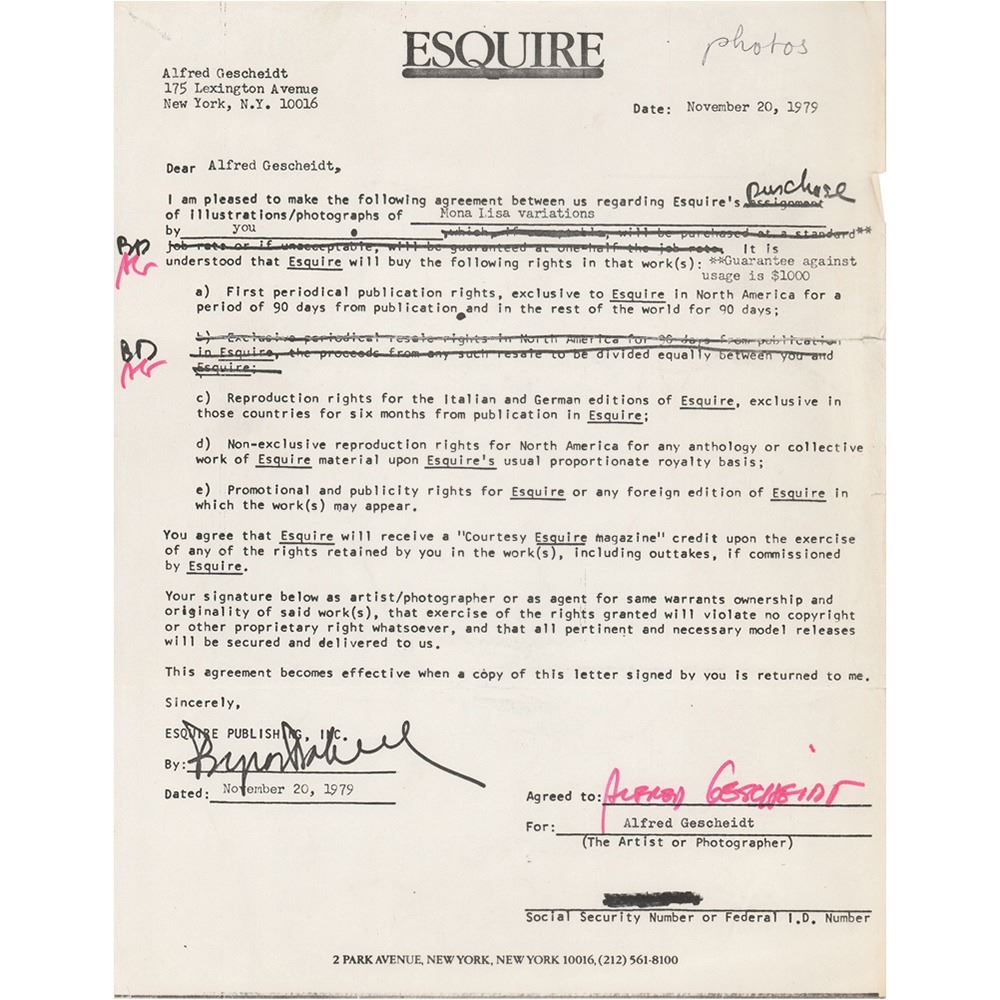 ESQUIRE
photos
Alfred Gescheidt
175 Lexington Avenue
New York, N.Y. 10016
Date: November 20, 1979
Dear Alfred Gescheidt,
purchase
I am pleased to make the following agreement between us regarding Esquire's assignment
of illustrations/photographs of Mona Lisa variations
by you which, if acceptable, will be purchased at a standard**
BD job rate or if unacceptable, will be guaranteed at one-half the job rate. It is
AG understood that Esquire will buy the following rights in that work(s): **Guarantee against
usage is $1000
a) First periodical publication rights, exclusive to Esquire in North America for a
period of 90 days from publication and in the rest of the world for 90 days;
BD b) Exclusive periodical resale rights in North America for 90 days from publication
in Esquire, the proceeds from any such resale to be divided equally between you and
AG Esquire;
c) Reproduction rights for the Italian and German editions of Esquire, exclusive in
those countries for six months from publication in Esquire;
d) Non-exclusive reproduction rights for North America for any anthology or collective
work of Esquire material upon Esquire's usual proportionate royalty basis;
e) Promotional and publicity rights for Esquire or any foreign edition of Esquire in
which the work(s) may appear.
You agree that Esquire will receive a "Courtesy Esquire magazine" credit upon the exercise
of any of the rights retained by you in the work(s), including outtakes, if commissioned
by Esquire.
Your signature below as artist/photographer or as agent for same warrants ownership and
originality of said work(s), that exercise of the rights granted will violate no copyright
or other proprietary right whatsoever, and that all pertinent and necessary model releases
will be secured and delivered to us.
This agreement becomes effective when a copy of this letter signed by you is returned to me.
Sincerely,
ESQUIRE PUBLISHING, INC.
By:
Dated: November 20, 1979
Agreed to: ALFRED GESCHEIDT
For: Alfred Gescheidt
(The Artist or Photographer)
Social Security Number or Federal I.D. Number
2 PARK AVENUE, NEW YORK, NEW YORK 10016, (212) 561-8100